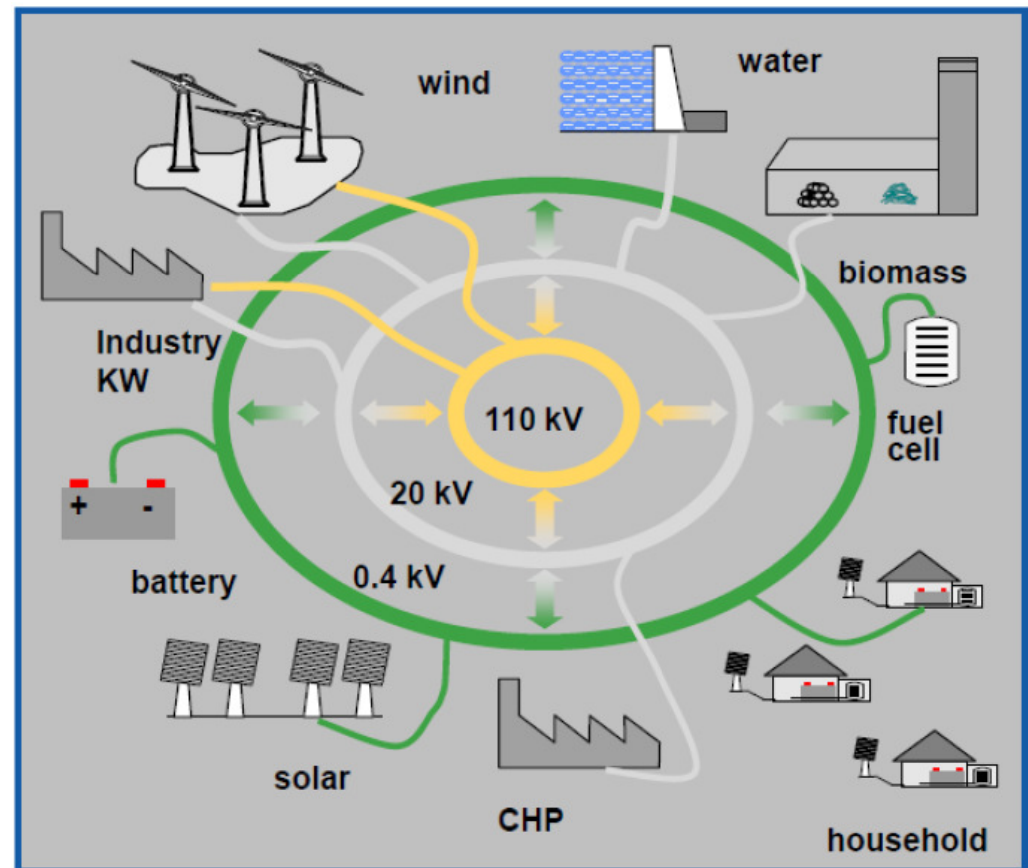 wind
water
biomass
Industry
KW
110 kV
fuel
cell
20 kV
+ -
battery
0.4 kV
solar
CHP
household